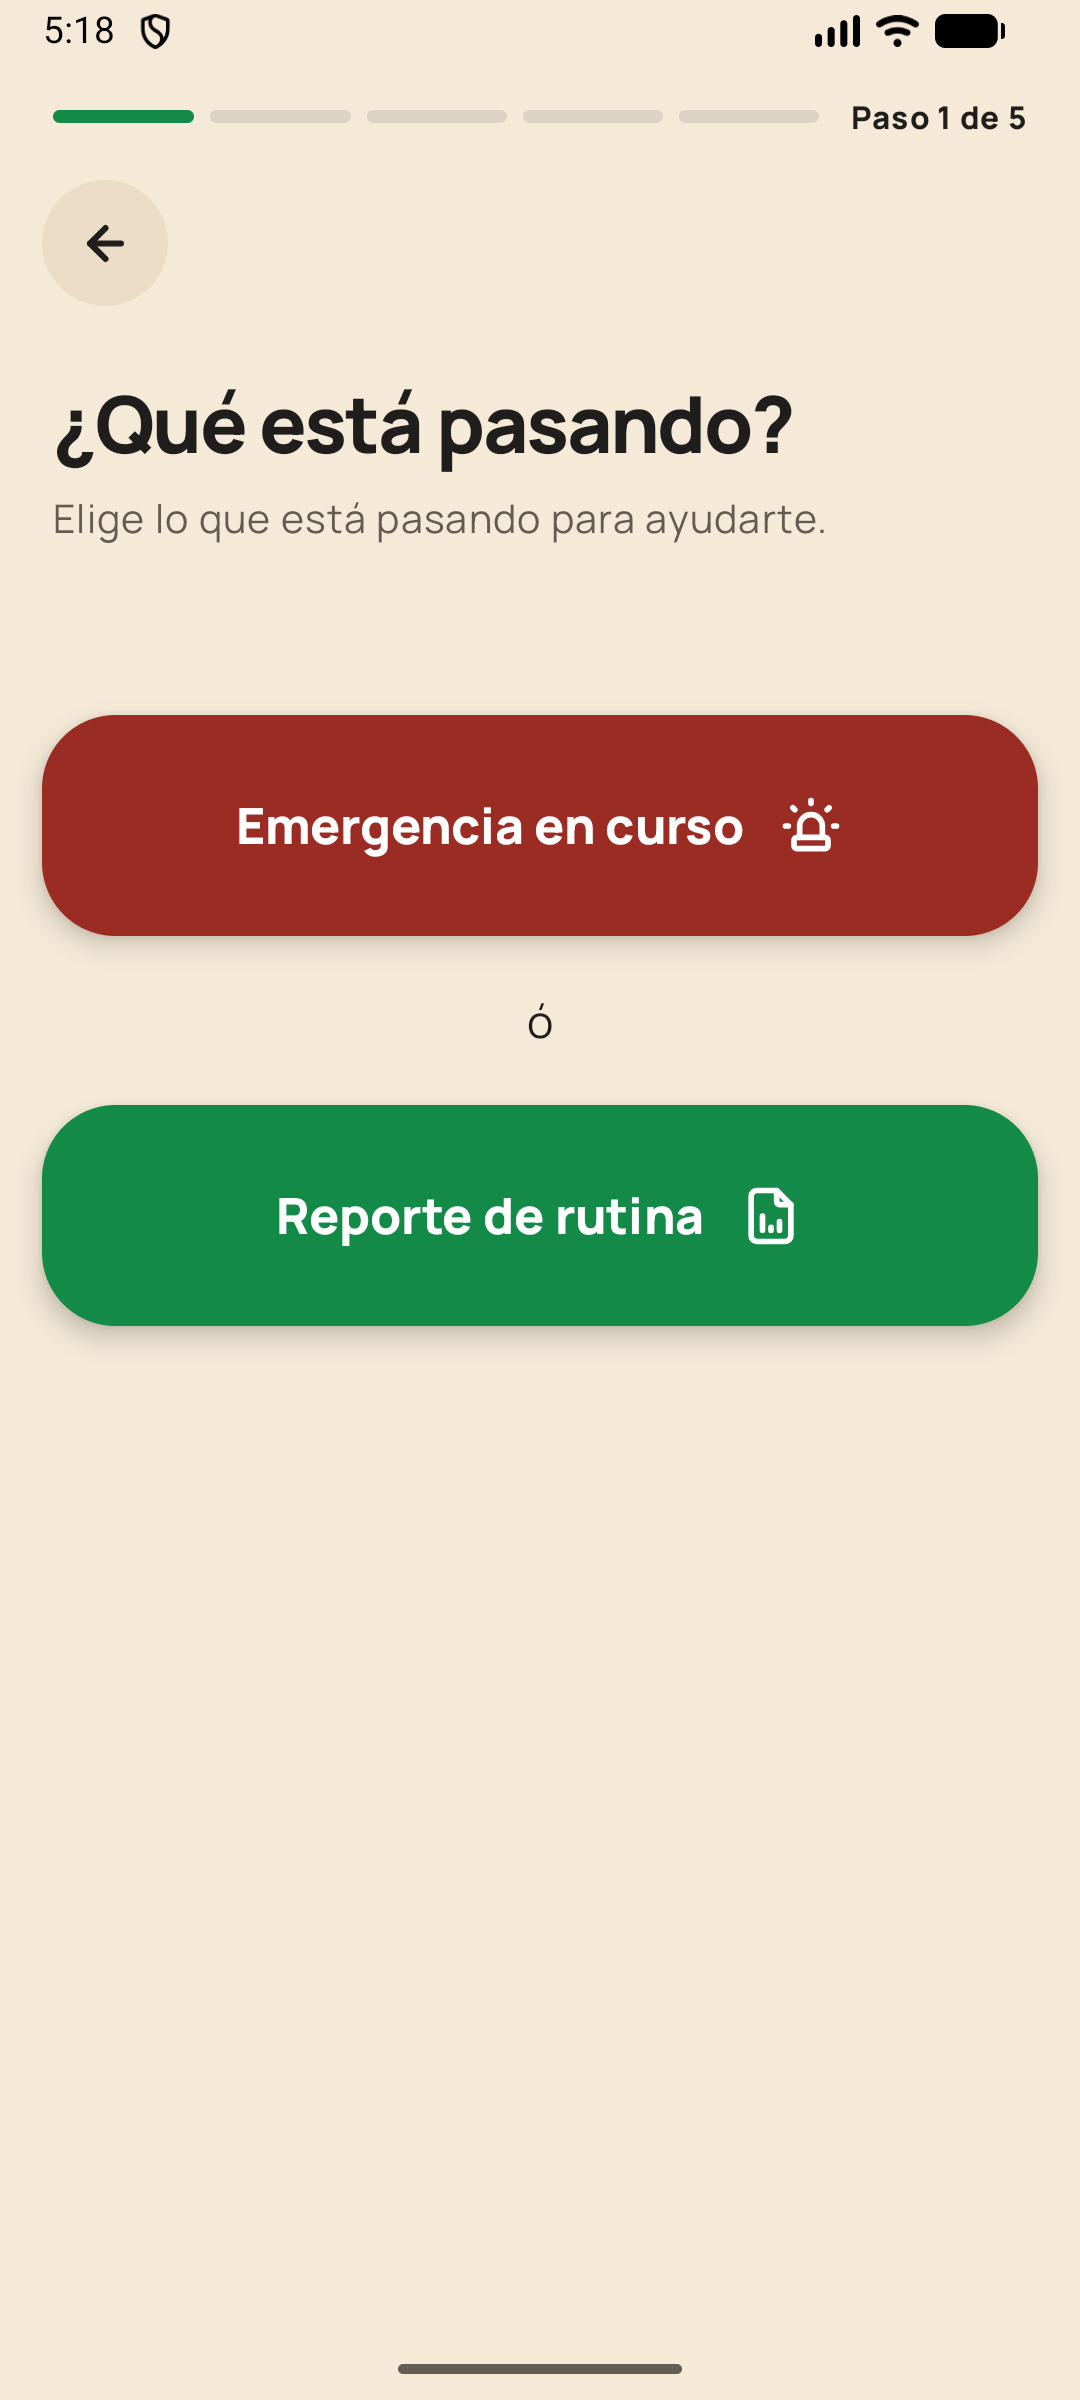 5:18
Paso 1 de 5
¿Qué está pasando?
Elige lo que está pasando para ayudarte.
Emergencia en curso
Ó
Reporte de rutina